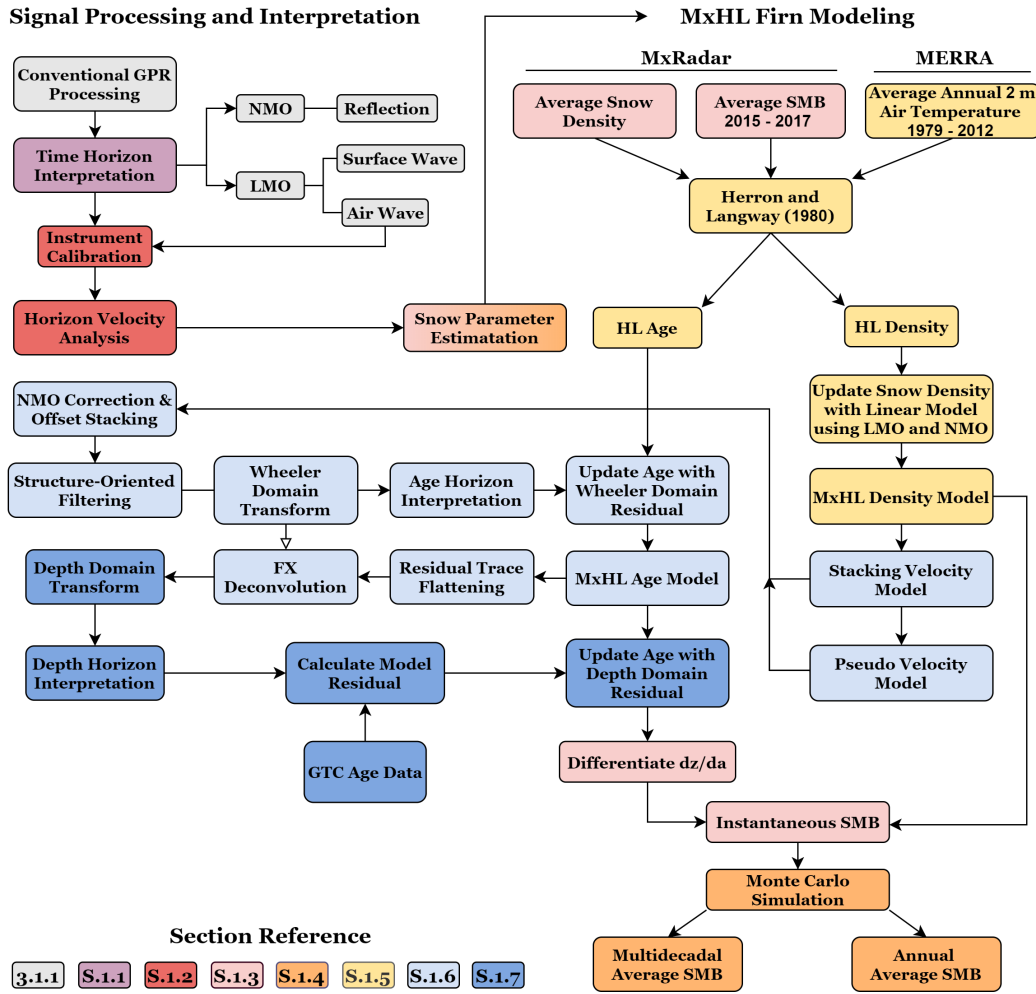 Signal Processing and Interpretation
MxHL Firn Modeling
Conventional GPR
Processing
Time Horizon
Interpretation
NMO
Reflection
LMO
Surface Wave
Air Wave
Instrument
Calibration
Horizon Velocity
Analysis
Snow Parameter
Estimatation
MxRadar
MERRA
Average Snow
Density
Average SMB
2015 - 2017
Average Annual 2 m
Air Temperature
1979 - 2012
Herron and
Langway (1980)
HL Age
HL Density
Update Snow Density
with Linear Model
using LMO and NMO
MxHL Density Model
Stacking Velocity
Model
Pseudo Velocity
Model
NMO Correction &
Offset Stacking
Structure-Oriented
Filtering
Wheeler
Domain
Transform
Age Horizon
Interpretation
Update Age with
Wheeler Domain
Residual
Depth Domain
Transform
FX
Deconvolution
Residual Trace
Flattening
MxHL Age Model
Depth Horizon
Interpretation
Calculate Model
Residual
Update Age with
Depth Domain
Residual
GTC Age Data
Differentiate dz/da
Instantaneous SMB
Monte Carlo
Simulation
Multidecadal
Average SMB
Annual
Average SMB
Section Reference
3.1.1
S.1.1
S.1.2
S.1.3
S.1.4
S.1.5
S.1.6
S.1.7